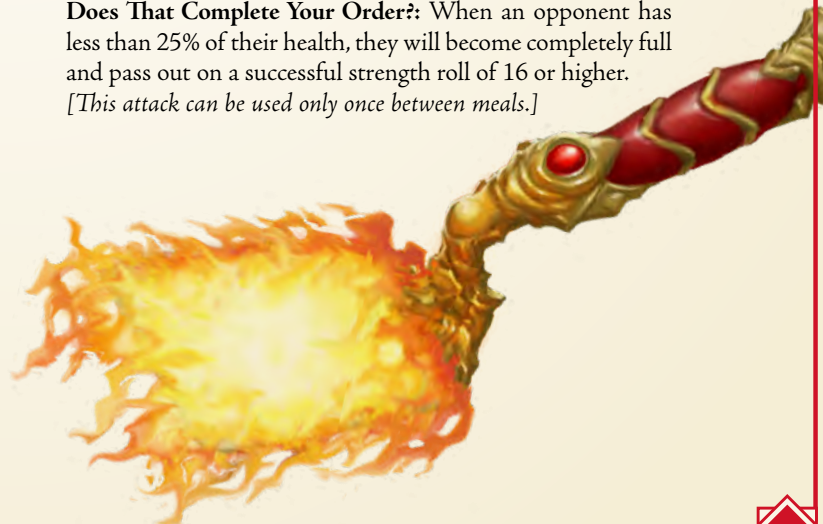 Does That Complete Your Order?: When an opponent has
less than 25% of their health, they will become completely full
and pass out on a successful strength roll of 16 or higher.
[This attack can be used only once between meals.]